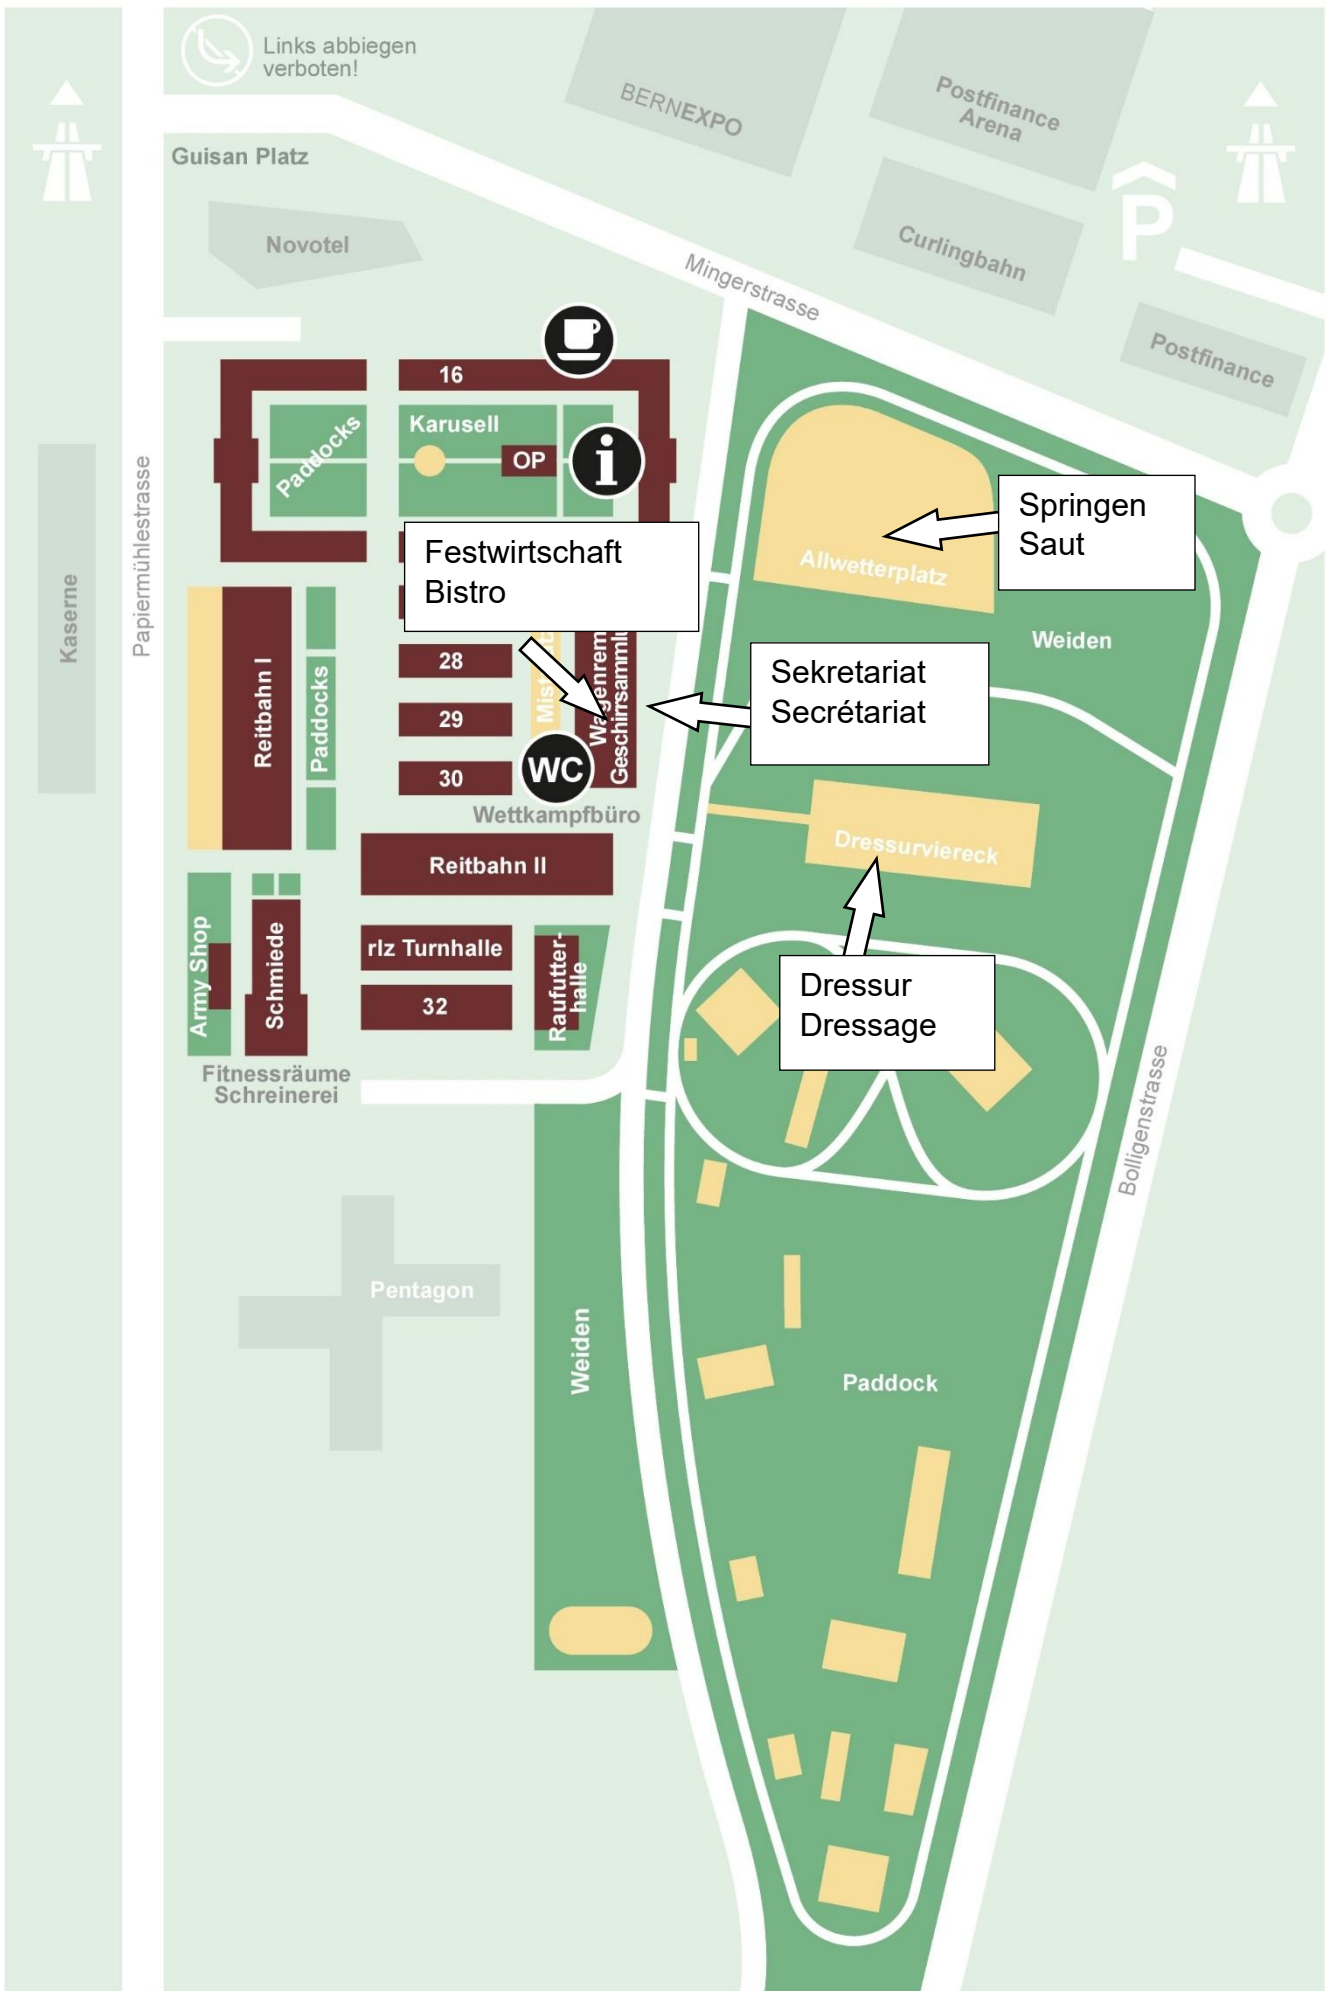 Links abbiegen
verboten!
BERNEXPO
Postfinance
Arena
Guisan Platz
P
Novotel
Curlingbahn
Mingerstrasse
Postfinance
16
Karusell
Paddocks
OP
i
Springen
Saut
Allwetterplatz
Festwirtschaft
Bistro
Papiermühlestrasse
Kaserne
Weiden
Reitbahn I
Paddocks
28
29
30
Sekretariat
Secrétariat
WC
Wettkampfbüro
Dressurviereck
Reitbahn II
Army Shop
Schmiede
rlz Turnhalle
32
Raufutter-
halle
Dressur
Dressage
Fitnessräume
Schreinerei
Bolligenstrasse
Pentagon
Weiden
Paddock